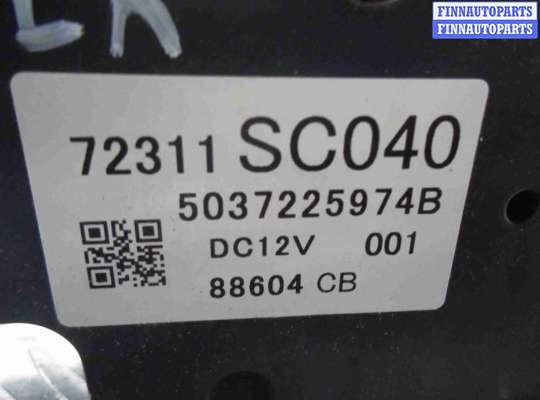 FINNAUTOPARTS
FINNAUTOPARTS
72311 SC040
5037225974B
DC12V 001
88604 CB